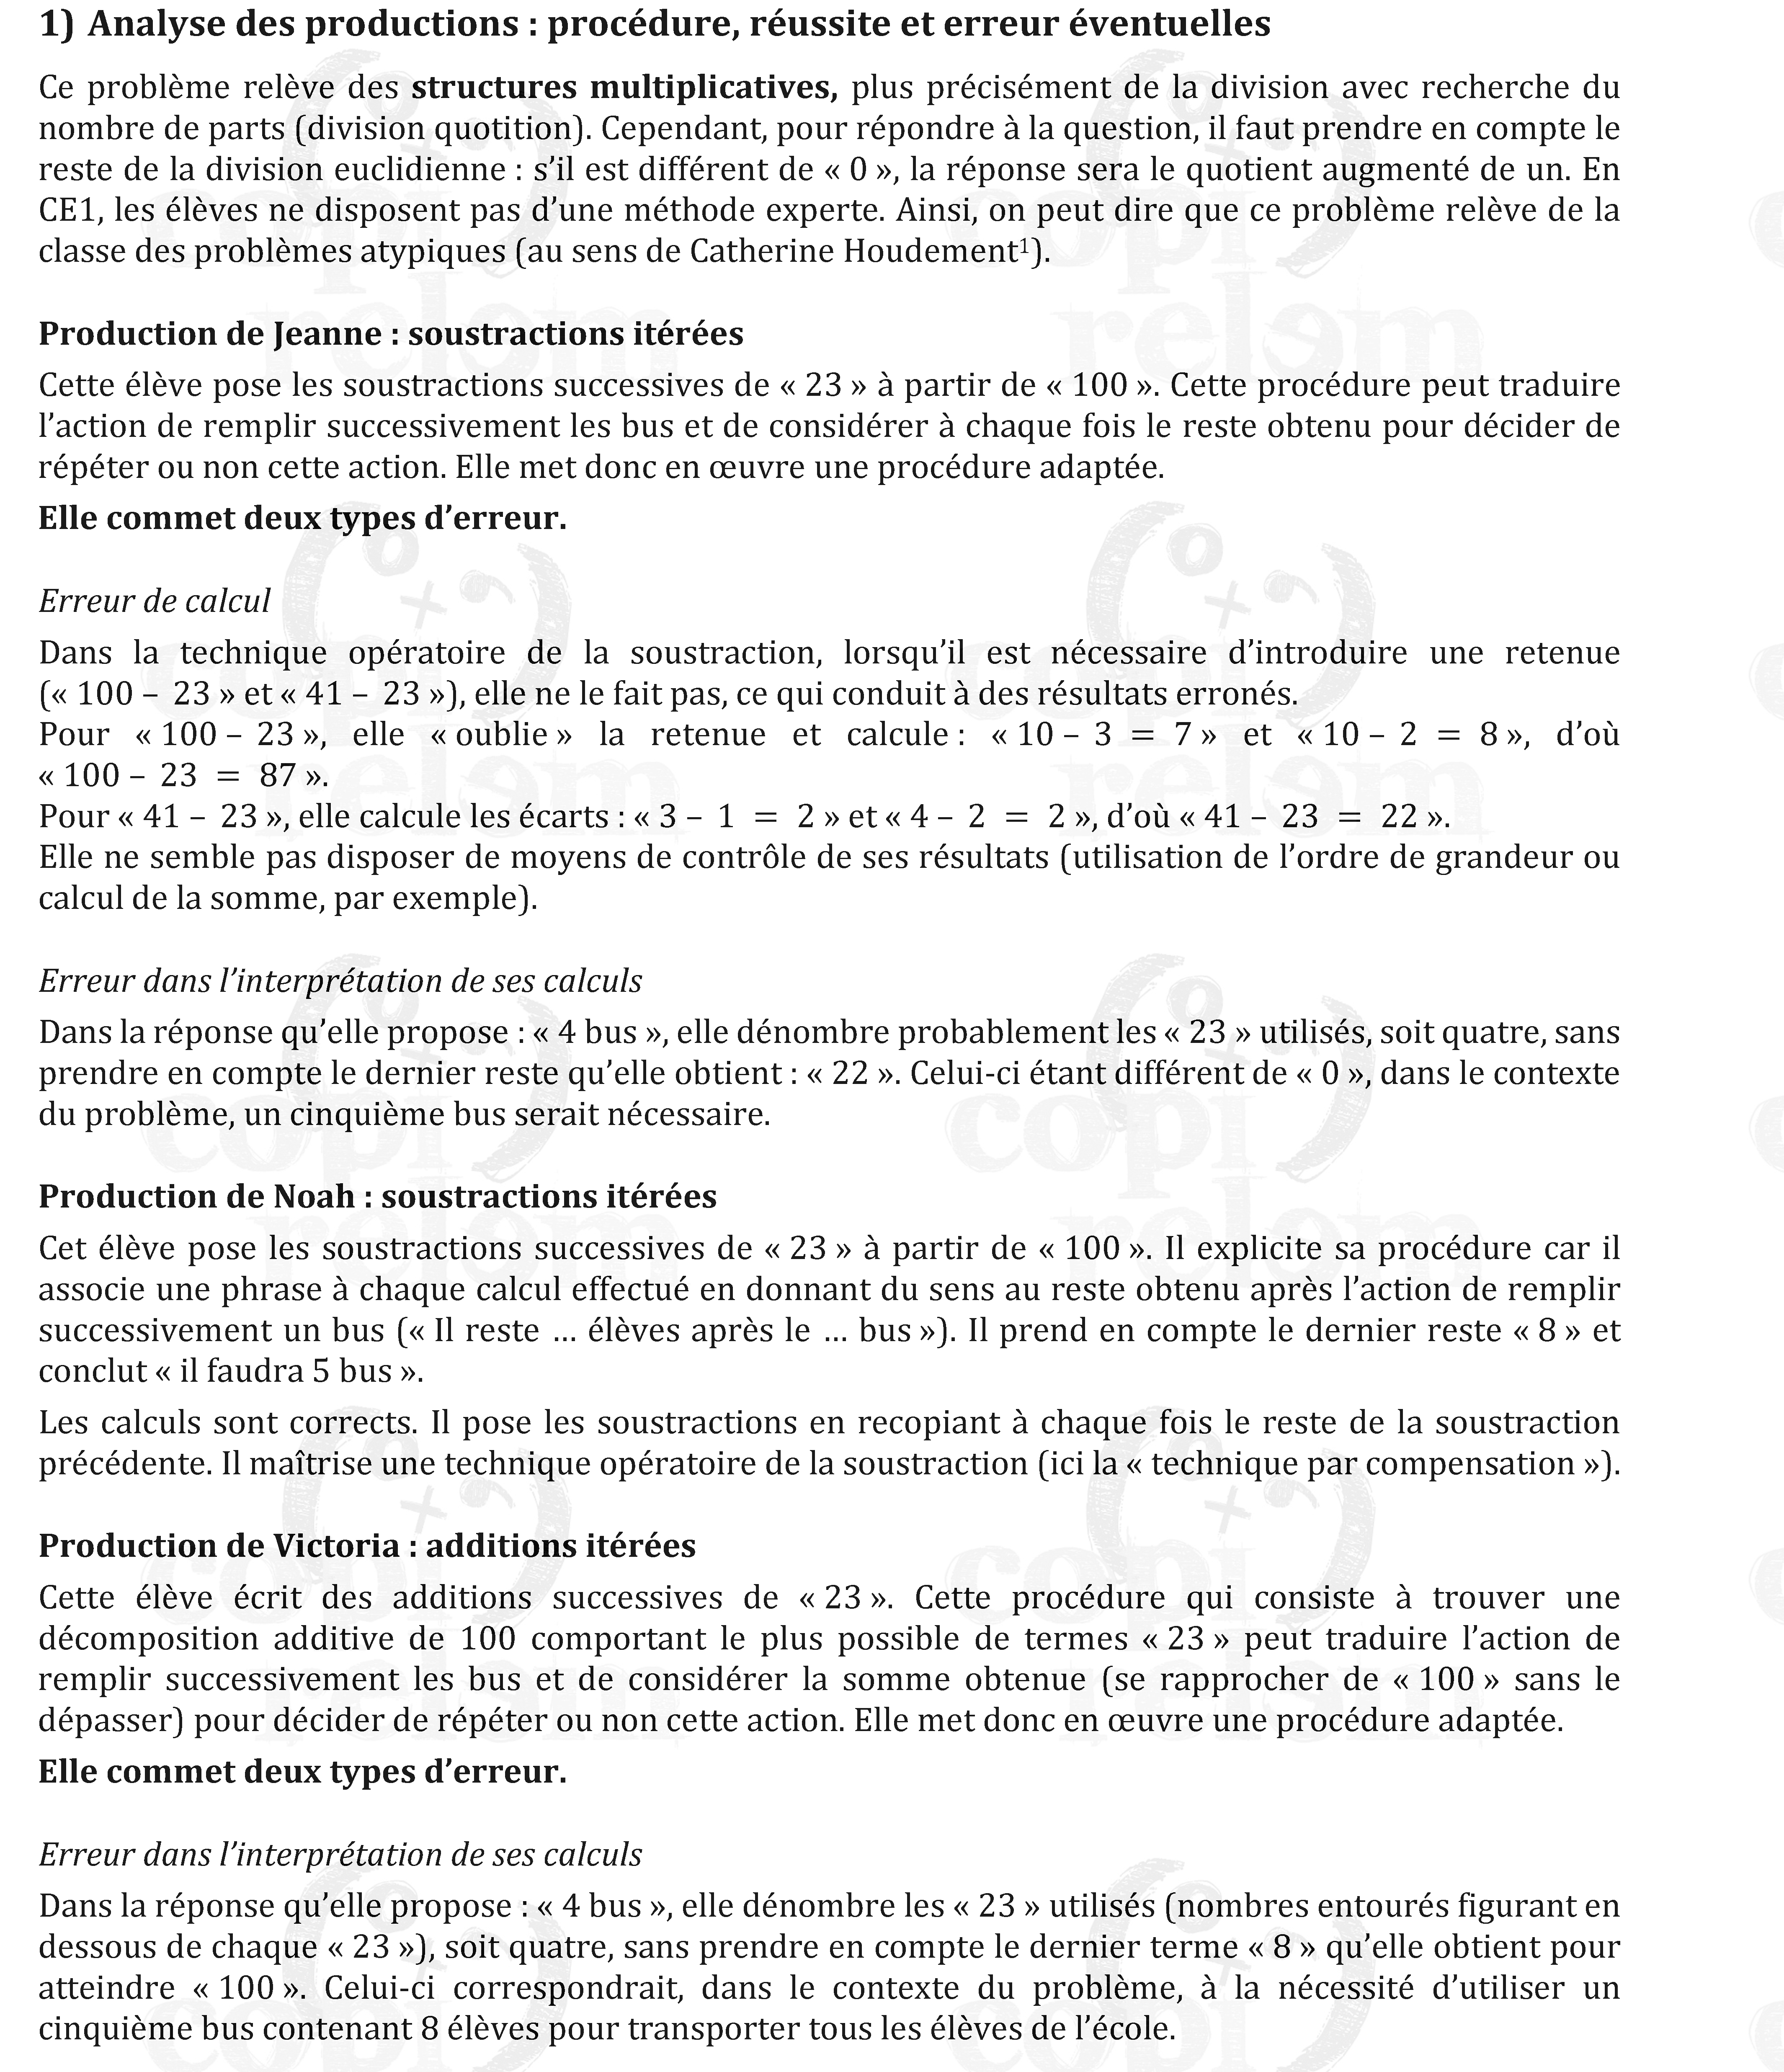 1) Analyse des productions : procédure, réussite et erreur éventuelles
Ce problème relève des structures multiplicatives, plus précisément de la division avec recherche du
nombre de parts (division quotition). Cependant, pour répondre à la question, il faut prendre en compte le
reste de la division euclidienne : s’il est différent de « 0 », la réponse sera le quotient augmenté de un. En
CE1, les élèves ne disposent pas d’une méthode experte. Ainsi, on peut dire que ce problème relève de la
classe des problèmes atypiques (au sens de Catherine Houdement¹).
Production de Jeanne : soustractions itérées
Cette élève pose les soustractions successives de « 23 » à partir de « 100 ». Cette procédure peut traduire
l’action de remplir successivement les bus et de considérer à chaque fois le reste obtenu pour décider de
répéter ou non cette action. Elle met donc en œuvre une procédure adaptée.
Elle commet deux types d’erreur.
Erreur de calcul
Dans la technique opératoire de la soustraction, lorsqu’il est nécessaire d’introduire une retenue
(« 100 – 23 » et « 41 – 23 »), elle ne le fait pas, ce qui conduit à des résultats erronés.
Pour « 100 – 23 », elle « oublie » la retenue et calcule : « 10 – 3 = 7 » et « 10 – 2 = 8 », d’où
« 100 – 23 = 87 ».
Pour « 41 – 23 », elle calcule les écarts : « 3 – 1 = 2 » et « 4 – 2 = 2 », d’où « 41 – 23 = 22 ».
Elle ne semble pas disposer de moyens de contrôle de ses résultats (utilisation de l’ordre de grandeur ou
calcul de la somme, par exemple).
Erreur dans l’interprétation de ses calculs
Dans la réponse qu’elle propose : « 4 bus », elle dénombre probablement les « 23 » utilisés, soit quatre, sans
prendre en compte le dernier reste qu’elle obtient : « 22 ». Celui-ci étant différent de « 0 », dans le contexte
du problème, un cinquième bus serait nécessaire.
Production de Noah : soustractions itérées
Cet élève pose les soustractions successives de « 23 » à partir de « 100 ». Il explicite sa procédure car il
associe une phrase à chaque calcul effectué en donnant du sens au reste obtenu après l’action de remplir
successivement un bus (« Il reste … élèves après le … bus »). Il prend en compte le dernier reste « 8 » et
conclut « il faudra 5 bus ».
Les calculs sont corrects. Il pose les soustractions en recopiant à chaque fois le reste de la soustraction
précédente. Il maîtrise une technique opératoire de la soustraction (ici la « technique par compensation »).
Production de Victoria : additions itérées
Cette élève écrit des additions successives de « 23 ». Cette procédure qui consiste à trouver une
décomposition additive de 100 comportant le plus possible de termes « 23 » peut traduire l’action de
remplir successivement les bus et de considérer la somme obtenue (se rapprocher de « 100 » sans le
dépasser) pour décider de répéter ou non cette action. Elle met donc en œuvre une procédure adaptée.
Elle commet deux types d’erreur.
Erreur dans l’interprétation de ses calculs
Dans la réponse qu’elle propose : « 4 bus », elle dénombre les « 23 » utilisés (nombres entourés figurant en
dessous de chaque « 23 »), soit quatre, sans prendre en compte le dernier terme « 8 » qu’elle obtient pour
atteindre « 100 ». Celui-ci correspondrait, dans le contexte du problème, à la nécessité d’utiliser un
cinquième bus contenant 8 élèves pour transporter tous les élèves de l’école.